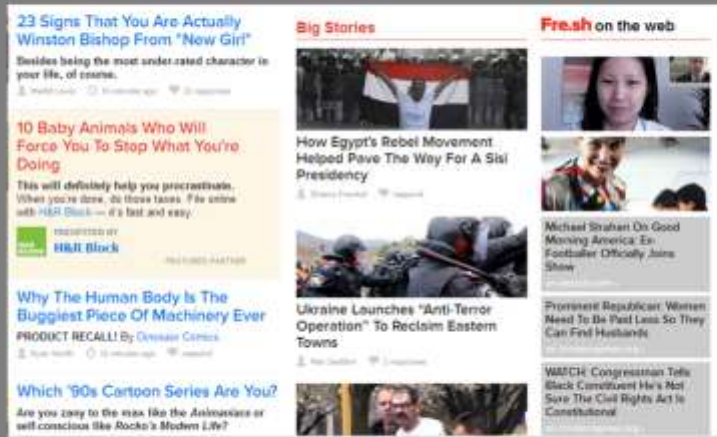 23 Signs That You Are Actually
Winston Bishop From "New Girl"
Besides being the most under-rated character in
your life, of course.
10 Baby Animals Who Will
Force You To Stop What You're
Doing
This will definitely help you procrastinate.
When you're done, do those taxes. File online
with H&R Block — it's fast and easy.
PRESENTED BY
H&R Block
FEATURED PARTNER
Why The Human Body Is The
Buggiest Piece Of Machinery Ever
PRODUCT RECALL! By Dinosaur Comics
Which '90s Cartoon Series Are You?
Are you zany to the max like the Animaniacs or
self-conscious like Rocko's Modern Life?
Big Stories
How Egypt's Rebel Movement
Helped Pave The Way For A Sisi
Presidency
Ukraine Launches "Anti-Terror
Operation" To Reclaim Eastern
Towns
Fre.sh on the web
Michael Strahan On Good
Morning America: Ex-
Footballer Officially Joins
Show
Prominent Republican: Women
Need To Be Paid Less So They
Can Find Husbands
WATCH: Congressman Tells
Black Constituent He's Not
Sure The Civil Rights Act Is
Constitutional